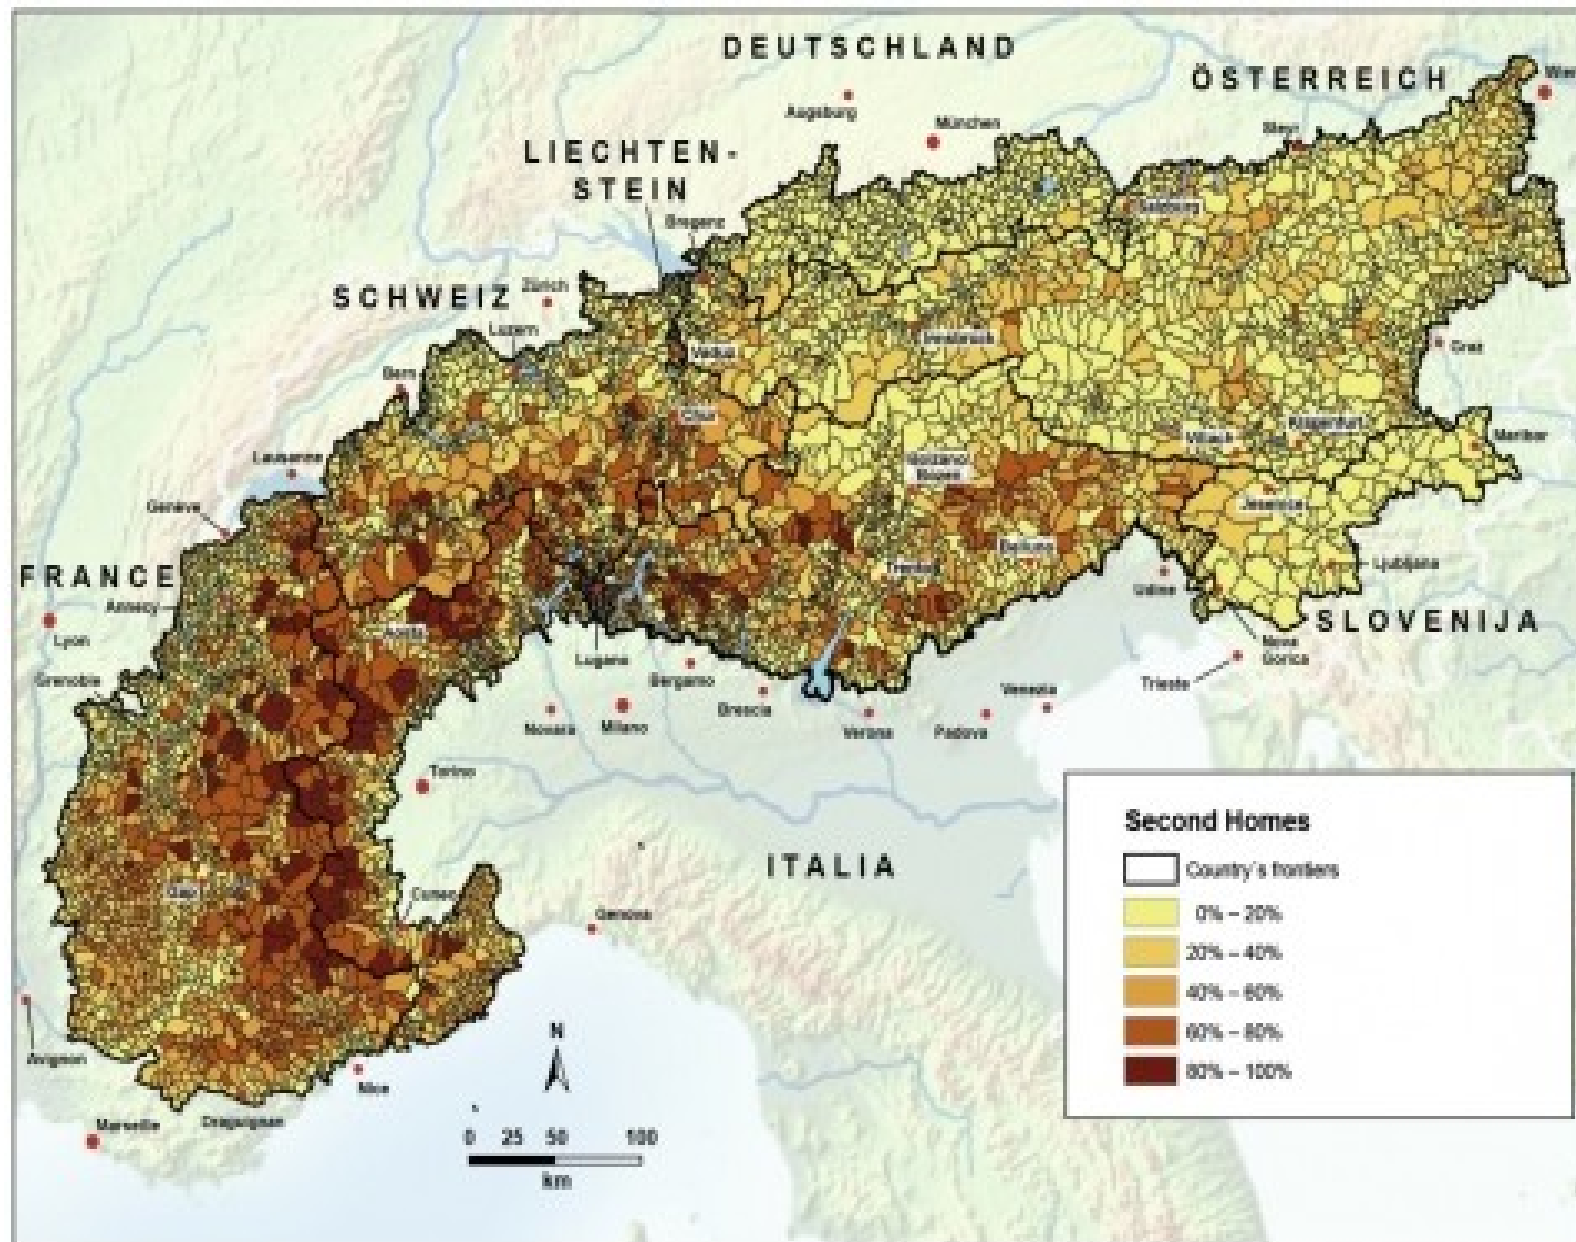 DEUTSCHLAND
ÖSTERREICH
Augsburg
München
Steyr
LIECHTEN-
STEIN
Bregenz
Salzburg
SCHWEIZ
Zürich
Luzern
Vaduz
Innsbruck
Graz
Bern
Chur
Villach
Klagenfurt
Maribor
Lausanne
Bolzano
Bozen
Jesenice
Genève
Belluno
Trento
Ljubljana
FRANCE
Annecy
Udine
SLOVENIJA
Lyon
Aosta
Lugano
Nova
Gorica
Grenoble
Bergamo
Trieste
Brescia
Venezia
Novara
Milano
Verona
Padova
Torino
ITALIA
Gap
Cuneo
Genova
Avignon
Nice
Marseille
Draguignan
N
0 25 50 100
km
Second Homes
Country's frontiers
0% – 20%
20% – 40%
40% – 60%
60% – 80%
80% – 100%